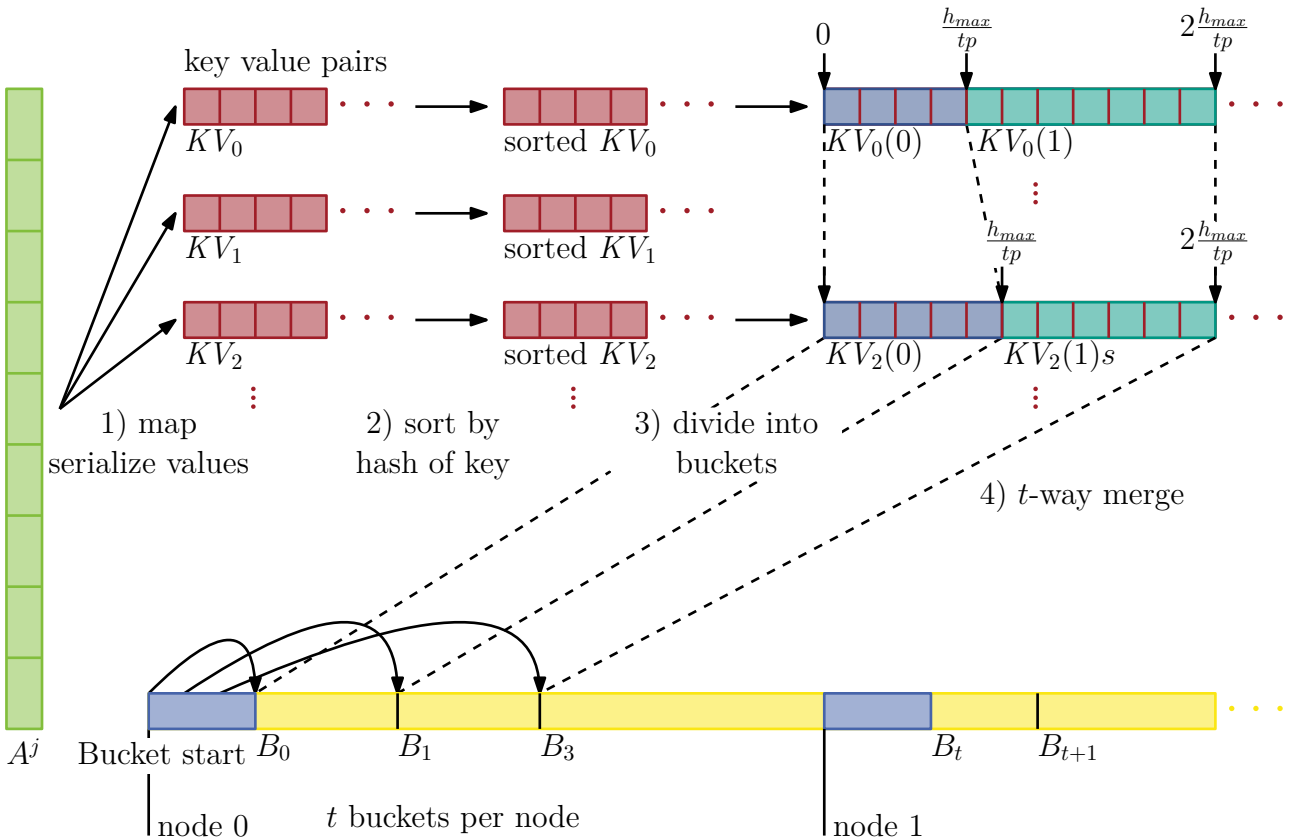 0
h_max/tp
2 h_max/tp
key value pairs
KV_0
sorted KV_0
KV_0(0)
KV_0(1)
KV_1
sorted KV_1
h_max/tp
2 h_max/tp
KV_2
sorted KV_2
KV_2(0)
KV_2(1)s
1) map
serialize values
2) sort by
hash of key
3) divide into
buckets
4) t-way merge
A^j
Bucket start
B_0
B_1
B_3
B_t
B_{t+1}
node 0
t buckets per node
node 1